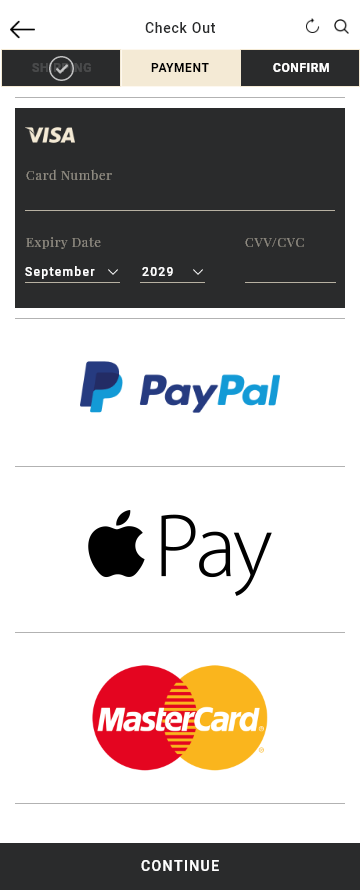 Check Out
SHIPPING
PAYMENT
CONFIRM
VISA
Card Number
Expiry Date
CVV/CVC
September
2029
PayPal
Pay
MasterCard®
®
CONTINUE